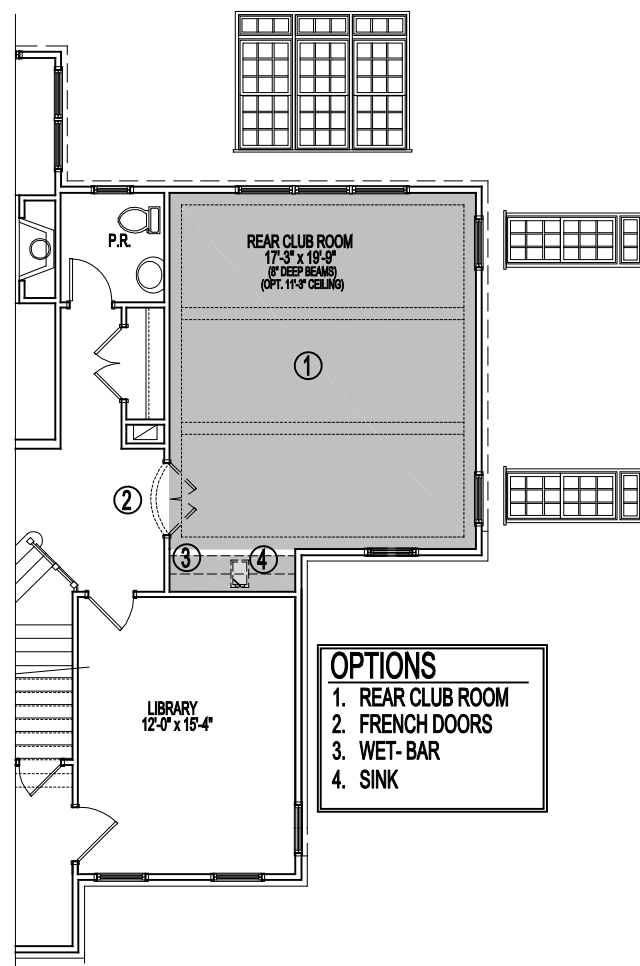 P.R.
REAR CLUB ROOM
17'-3" x 19'-9"
(8" DEEP BEAMS)
(OPT. 11'-3" CEILING)
1
2
3
4
LIBRARY
12'-0" x 15'-4"
OPTIONS
1. REAR CLUB ROOM
2. FRENCH DOORS
3. WET- BAR
4. SINK